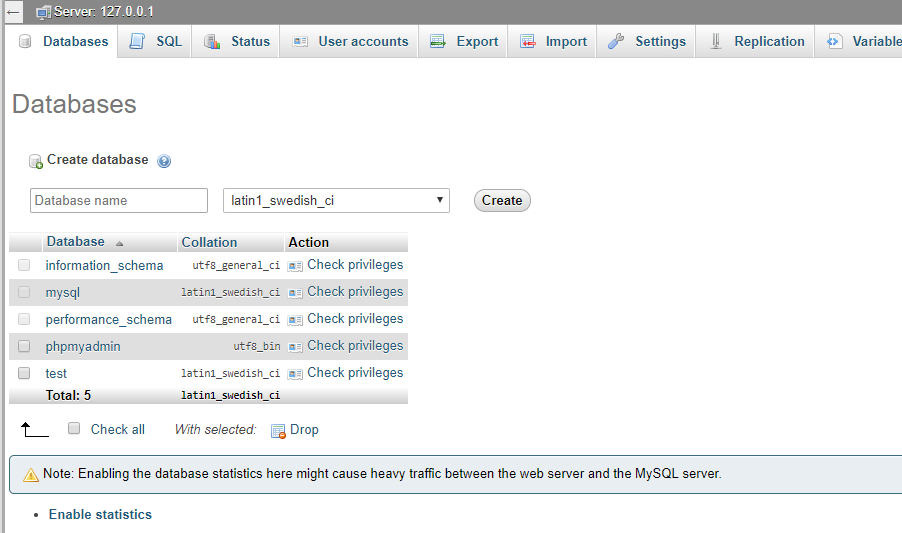 Server: 127.0.0.1
Databases SQL Status User accounts Export Import Settings Replication Variable
Databases
Create database
Database name latin1_swedish_ci Create
Database Collation Action
information_schema utf8_general_ci Check privileges
mysql latin1_swedish_ci Check privileges
performance_schema utf8_general_ci Check privileges
phpmyadmin utf8_bin Check privileges
test latin1_swedish_ci Check privileges
Total: 5 latin1_swedish_ci
Check all With selected: Drop
Note: Enabling the database statistics here might cause heavy traffic between the web server and the MySQL server.
Enable statistics